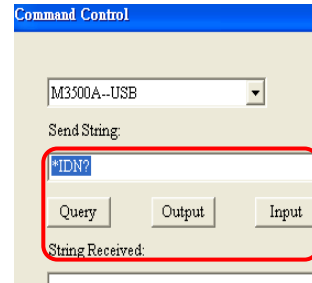 Command Control
M3500A--USB
Send String:
*IDN?
Query Output Input
String Received: